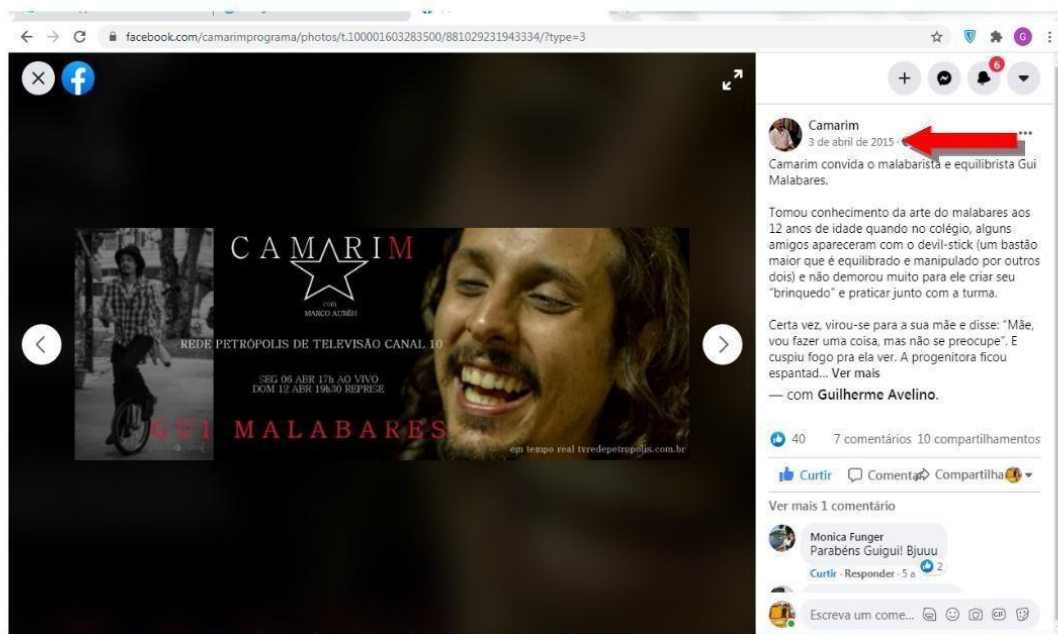 facebook.com/camarimprograma/photos/t.100001603283500/881029231943334/?type=3
G
6
Camarim
3 de abril de 2015 ·
Camarim convida o malabarista e equilibrista Gui
Malabares.
Tomou conhecimento da arte do malabares aos
12 anos de idade quando no colégio, alguns
amigos apareceram com o devil-stick (um bastão
maior que é equilibrado e manipulado por outros
dois) e não demorou muito para ele criar seu
"brinquedo" e praticar junto com a turma.
Certa vez, virou-se para a sua mãe e disse: "Mãe,
vou fazer uma coisa, mas não se preocupe". E
cuspiu fogo pra ela ver. A progenitora ficou
espantad... Ver mais
— com Guilherme Avelino.
40 7 comentários 10 compartilhamentos
Curtir Comenta Compartilha
Ver mais 1 comentário
Monica Funger
Parabéns Guigui! Bjuuu
Curtir · Responder · 5 a 2
Escreva um come... GIF
CAMARIM
com
MARCO AURÊH
REDE PETRÓPOLIS DE TELEVISÃO CANAL 10
SEG 06 ABR 17h AO VIVO
DOM 12 ABR 19h30 REPRISE
GUI MALABARES
em tempo real tvredepetropolis.com.br